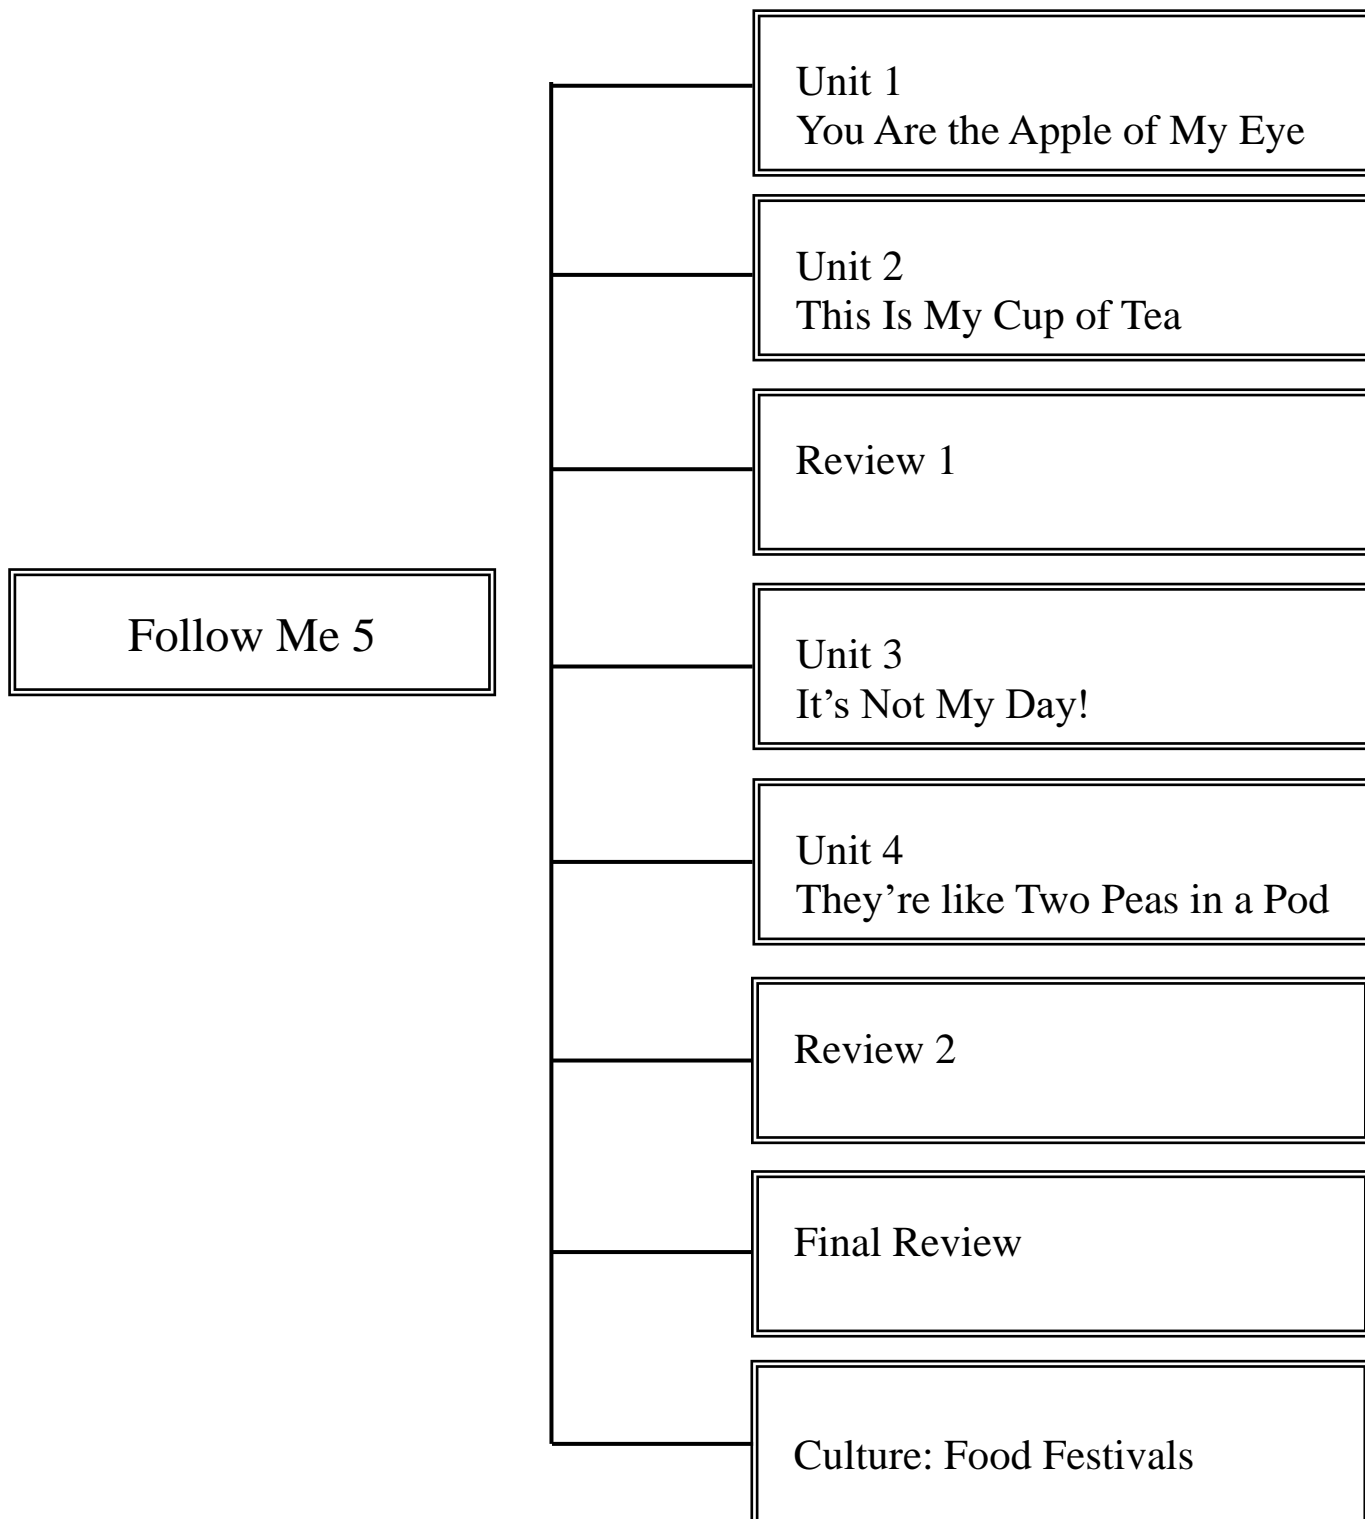 Follow Me 5
Unit 1
You Are the Apple of My Eye
Unit 2
This Is My Cup of Tea
Review 1
Unit 3
It’s Not My Day!
Unit 4
They’re like Two Peas in a Pod
Review 2
Final Review
Culture: Food Festivals